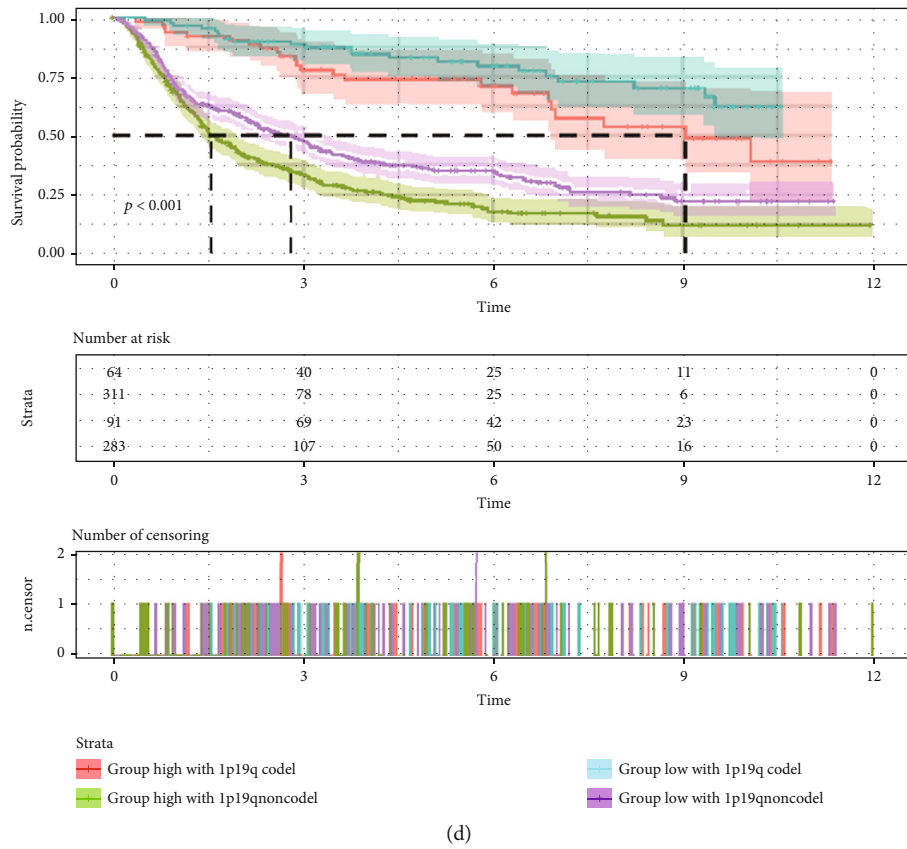 1.00
0.75
0.50
0.25
0.00
Survival probability
p < 0.001
0 3 6 9 12
Time
Number at risk
Strata
64 40 25 11 0
311 78 25 6 0
91 69 42 23 0
283 107 50 16 0
0 3 6 9 12
Time
Number of censoring
n.censor
2
1
0
0 3 6 9 12
Time
Strata
Group high with 1p19q codel
Group low with 1p19q codel
Group high with 1p19qnoncodel
Group low with 1p19qnoncodel
(d)